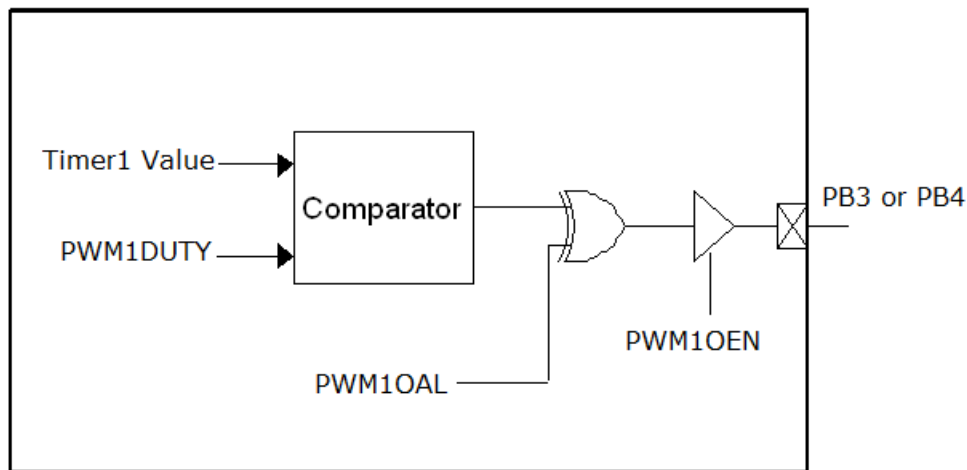 Timer1 Value
PWM1DUTY
Comparator
PWM1OAL
PWM1OEN
PB3 or PB4